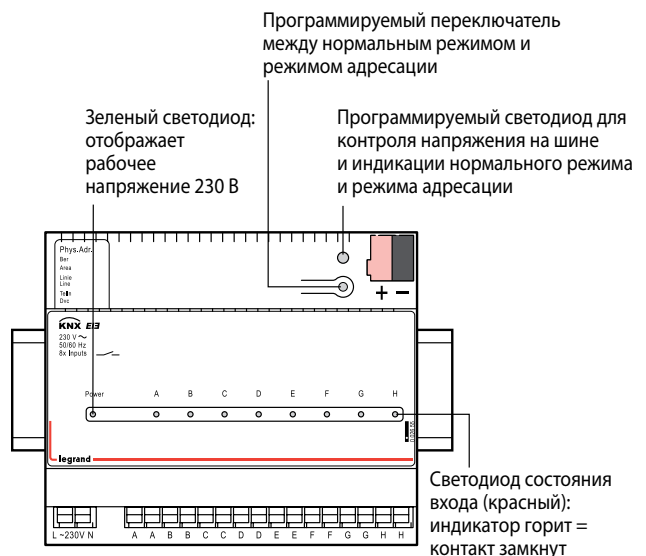 Программируемый переключатель
между нормальным режимом и
режимом адресации
Зеленый светодиод:
отображает
рабочее
напряжение 230 В
Программируемый светодиод для
контроля напряжения на шине
и индикации нормального режима
и режима адресации
Phys.Adr.
Ber
Area
Linie
Line
Teiln
Dvc
+ −
KNX EIB
230 V ~
50/60 Hz
8x Inputs
Power A B C D E F G H
legrand
L ~230V N A A B B C C D D E E F F G G H H
Светодиод состояния
входа (красный):
индикатор горит =
контакт замкнут